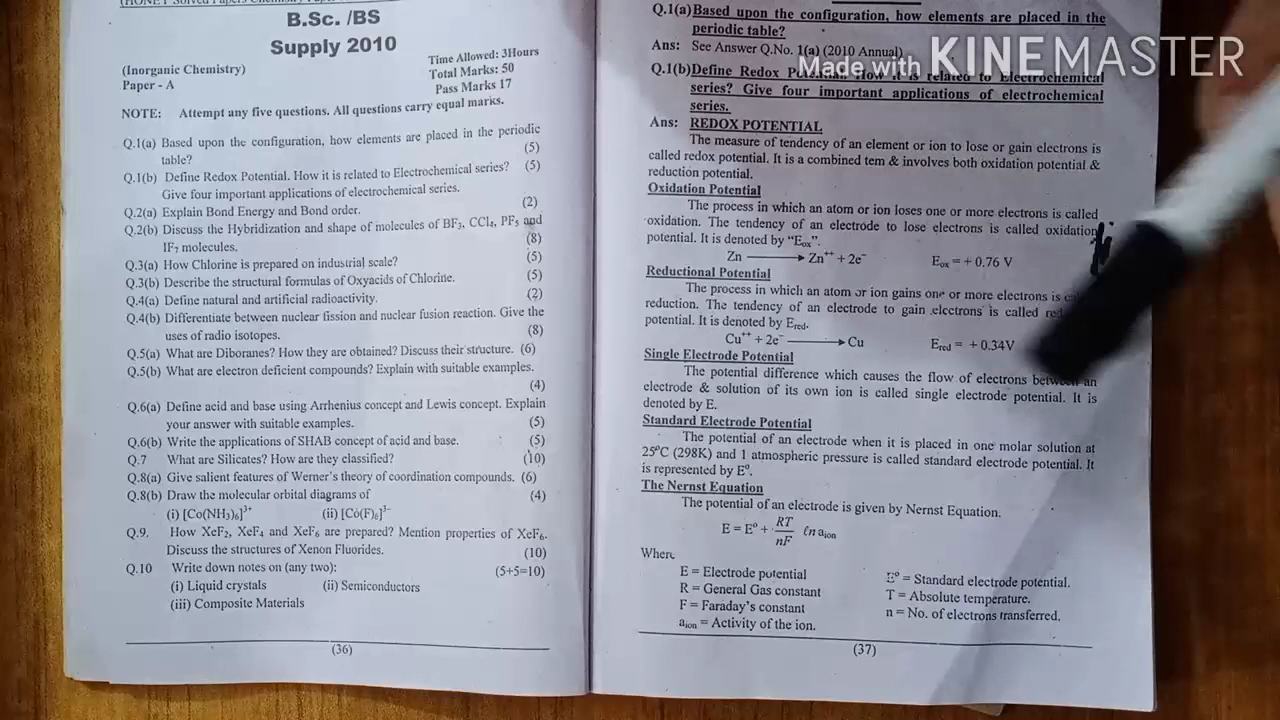 B.Sc. /BS
Supply 2010
(Inorganic Chemistry)
Paper - A
Time Allowed: 3Hours
Total Marks: 50
Pass Marks 17
NOTE: Attempt any five questions. All questions carry equal marks.
Q.1(a) Based upon the configuration, how elements are placed in the periodic
table? (5)
Q.1(b) Define Redox Potential. How it is related to Electrochemical series? (5)
Give four important applications of electrochemical series.
Q.2(a) Explain Bond Energy and Bond order. (2)
Q.2(b) Discuss the Hybridization and shape of molecules of BF₃, CCl₄, PF₅ and
IF₇ molecules. (8)
Q.3(a) How Chlorine is prepared on industrial scale? (5)
Q.3(b) Describe the structural formulas of Oxyacids of Chlorine. (5)
Q.4(a) Define natural and artificial radioactivity. (2)
Q.4(b) Differentiate between nuclear fission and nuclear fusion reaction. Give the
uses of radio isotopes. (8)
Q.5(a) What are Diboranes? How they are obtained? Discuss their structure. (6)
Q.5(b) What are electron deficient compounds? Explain with suitable examples.
(4)
Q.6(a) Define acid and base using Arrhenius concept and Lewis concept. Explain
your answer with suitable examples. (5)
Q.6(b) Write the applications of SHAB concept of acid and base. (5)
Q.7 What are Silicates? How are they classified? (10)
Q.8(a) Give salient features of Werner's theory of coordination compounds. (6)
Q.8(b) Draw the molecular orbital diagrams of (4)
(i) [Co(NH₃)₆]³⁺ (ii) [Co(F)₆]³⁻
Q.9. How XeF₂, XeF₄ and XeF₆ are prepared? Mention properties of XeF₆.
Discuss the structures of Xenon Fluorides. (10)
Q.10 Write down notes on (any two): (5+5=10)
(i) Liquid crystals (ii) Semiconductors
(iii) Composite Materials
(36)
Q.1(a)Based upon the configuration, how elements are placed in the
periodic table?
Ans: See Answer Q.No. 1(a) (2010 Annual)
Made with KINEMASTER
Q.1(b)Define Redox How it is related to Electrochemical
series? Give four important applications of electrochemical
series.
Ans: REDOX POTENTIAL
The measure of tendency of an element or ion to lose or gain electrons is
called redox potential. It is a combined tem & involves both oxidation potential &
reduction potential.
Oxidation Potential
The process in which an atom or ion loses one or more electrons is called
oxidation. The tendency of an electrode to lose electrons is called oxidation
potential. It is denoted by "Eₒₓ".
Zn ⟶ Zn⁺⁺ + 2e⁻ Eₒₓ = + 0.76 V
Reductional Potential
The process in which an atom or ion gains one or more electrons is
reduction. The tendency of an electrode to gain electrons is called
potential. It is denoted by E_red.
Cu⁺⁺ + 2e⁻ ⟶ Cu E_red = + 0.34V
Single Electrode Potential
The potential difference which causes the flow of electrons between an
electrode & solution of its own ion is called single electrode potential. It is
denoted by E.
Standard Electrode Potential
The potential of an electrode when it is placed in one molar solution at
25°C (298K) and 1 atmospheric pressure is called standard electrode potential. It
is represented by E°.
The Nernst Equation
The potential of an electrode is given by Nernst Equation.
E = E° + RT/nF ℓn a_ion
Where
E = Electrode potential E° = Standard electrode potential.
R = General Gas constant T = Absolute temperature.
F = Faraday's constant n = No. of electrons transferred.
a_ion = Activity of the ion.
(37)